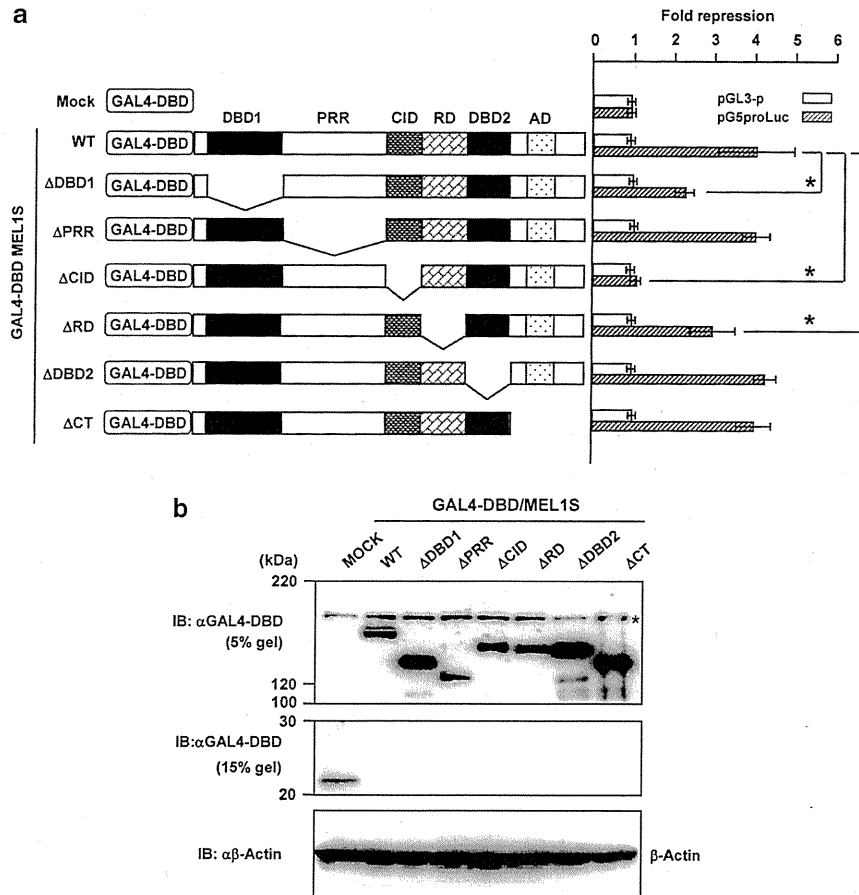 a
Fold repression
0 1 2 3 4 5 6
pGL3-p
pG5proLuc
DBD1 PRR CID RD DBD2 AD
GAL4-DBD MEL1S
Mock GAL4-DBD
WT GAL4-DBD
ΔDBD1 GAL4-DBD *
ΔPRR GAL4-DBD
ΔCID GAL4-DBD *
ΔRD GAL4-DBD *
ΔDBD2 GAL4-DBD
ΔCT GAL4-DBD
b
GAL4-DBD/MEL1S
(kDa) MOCK WT ΔDBD1 ΔPRR ΔCID ΔRD ΔDBD2 ΔCT
220
IB: αGAL4-DBD *
(5% gel)
120
100
30
IB:αGAL4-DBD
(15% gel)
20
IB: αβ-Actin β-Actin